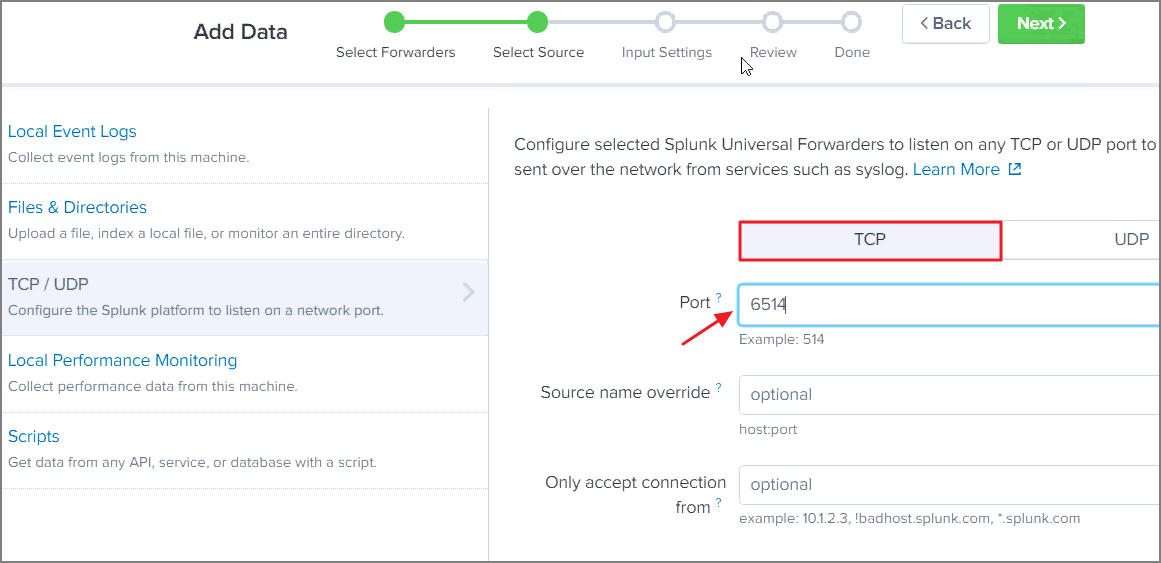 Add Data
Select Forwarders
Select Source
Input Settings
Review
Done
< Back
Next >
Local Event Logs
Collect event logs from this machine.
Files & Directories
Upload a file, index a local file, or monitor an entire directory.
TCP / UDP
Configure the Splunk platform to listen on a network port.
Local Performance Monitoring
Collect performance data from this machine.
Scripts
Get data from any API, service, or database with a script.
Configure selected Splunk Universal Forwarders to listen on any TCP or UDP port to
sent over the network from services such as syslog. Learn More
TCP
UDP
Port ?
6514
Example: 514
Source name override ?
optional
host:port
Only accept connection
from ?
optional
example: 10.1.2.3, !badhost.splunk.com, *.splunk.com